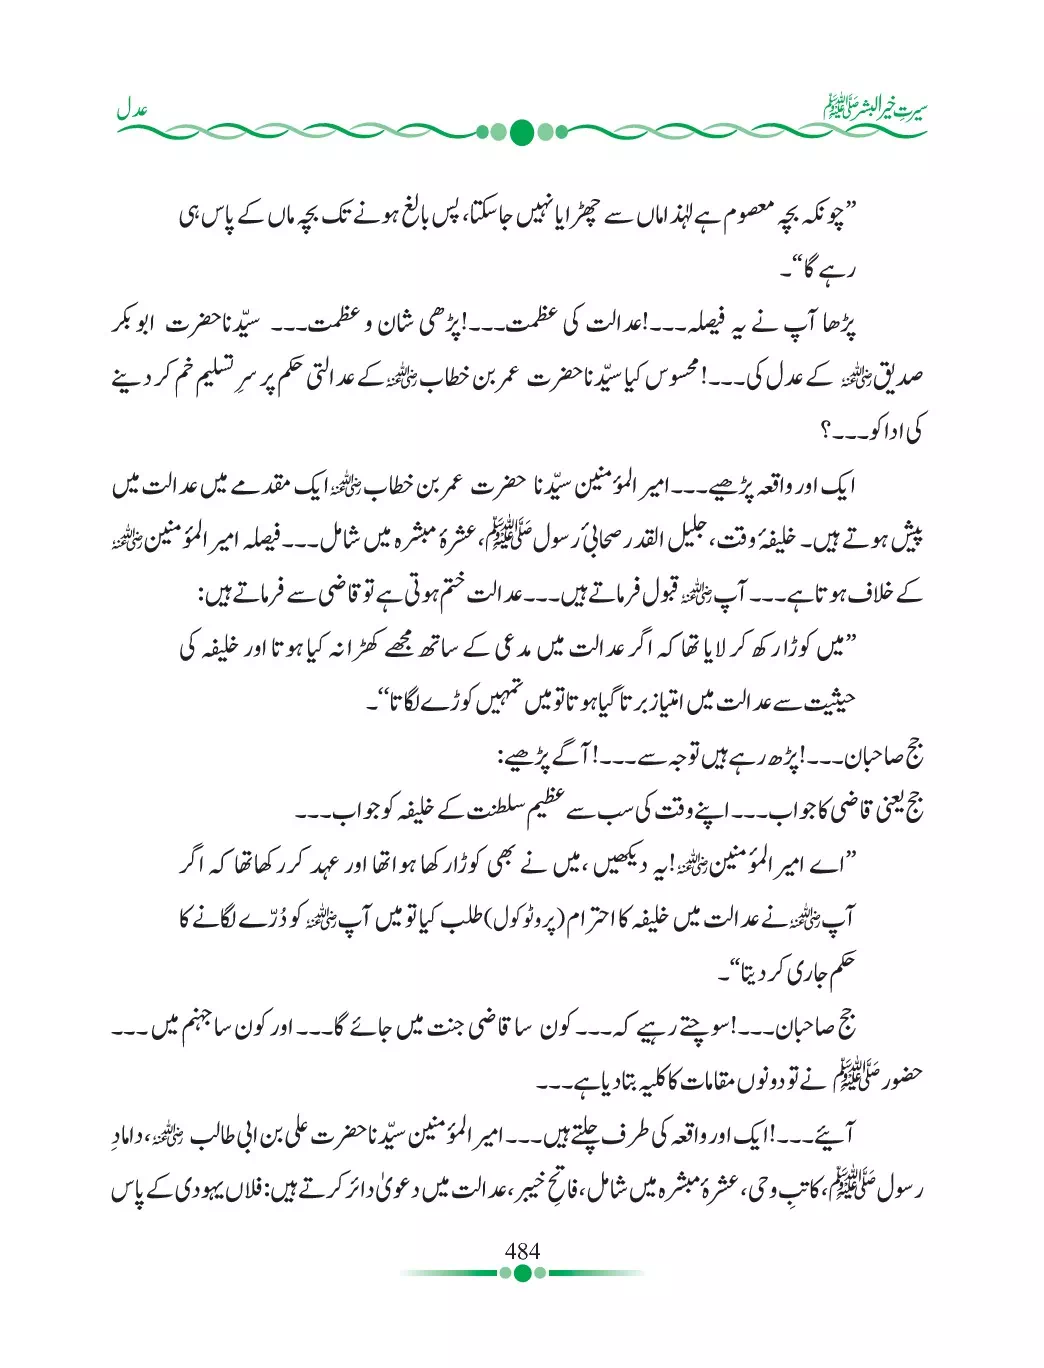 سیرتِ خیر البشر ﷺ
عدل
”چونکہ بچہ معصوم ہے لہٰذا ماں سے چھڑایا نہیں جاسکتا، پس بالغ ہونے تک بچہ ماں کے پاس ہی
رہے گا“۔
پڑھا آپ نے یہ فیصلہ۔۔۔!عدالت کی عظمت۔۔۔!پڑھی شان و عظمت۔۔۔ سیّدناحضرت ابوبکر
صدیق رضی اللہ عنہ کے عدل کی۔۔۔!محسوس کیا سیّدنا حضرت عمر بن خطاب رضی اللہ عنہ کے عدالتی حکم پر سرِ تسلیم خم کر دینے
کی ادا کو۔۔۔؟
ایک اور واقعہ پڑھیے۔۔۔امیر المؤمنین سیّدنا حضرت عمر بن خطاب رضی اللہ عنہ ایک مقدمے میں عدالت میں
پیش ہوتے ہیں۔ خلیفۂ وقت، جلیل القدر صحابیٔ رسول ﷺ، عشرۂ مبشرہ میں شامل۔۔۔فیصلہ امیر المؤمنین رضی اللہ عنہ
کے خلاف ہوتا ہے۔۔۔آپ رضی اللہ عنہ قبول فرماتے ہیں۔۔۔عدالت ختم ہوتی ہے تو قاضی سے فرماتے ہیں:
”میں کوڑا رکھ کر لایا تھا کہ اگر عدالت میں مدعی کے ساتھ مجھے کھڑا نہ کیا ہوتا اور خلیفہ کی
حیثیت سے عدالت میں امتیاز برتا گیا ہوتا تو میں تمہیں کوڑے لگاتا“۔
جج صاحبان۔۔۔!پڑھ رہے ہیں توجہ سے۔۔۔!آگے پڑھیے:
جج یعنی قاضی کا جواب۔۔۔اپنے وقت کی سب سے عظیم سلطنت کے خلیفہ کو جواب۔۔۔
”اے امیر المؤمنین رضی اللہ عنہ!یہ دیکھیں، میں نے بھی کوڑا رکھا ہوا تھا اور عہد کر رکھا تھا کہ اگر
آپ رضی اللہ عنہ نے عدالت میں خلیفہ کا احترام (پروٹوکول) طلب کیا تو میں آپ رضی اللہ عنہ کو دُرّے لگانے کا
حکم جاری کر دیتا“۔
جج صاحبان۔۔۔!سوچتے رہیے کہ۔۔۔کون سا قاضی جنت میں جائے گا۔۔۔اور کون سا جہنم میں۔۔۔
حضور ﷺ نے تو دونوں مقامات کا کلیہ بتا دیا ہے۔۔۔
آیئے۔۔۔!ایک اور واقعہ کی طرف چلتے ہیں۔۔۔امیر المؤمنین سیّدنا حضرت علی بن ابی طالب رضی اللہ عنہ، دامادِ
رسول ﷺ، کاتبِ وحی، عشرۂ مبشرہ میں شامل، فاتحِ خیبر، عدالت میں دعویٰ دائر کرتے ہیں: فلاں یہودی کے پاس
484